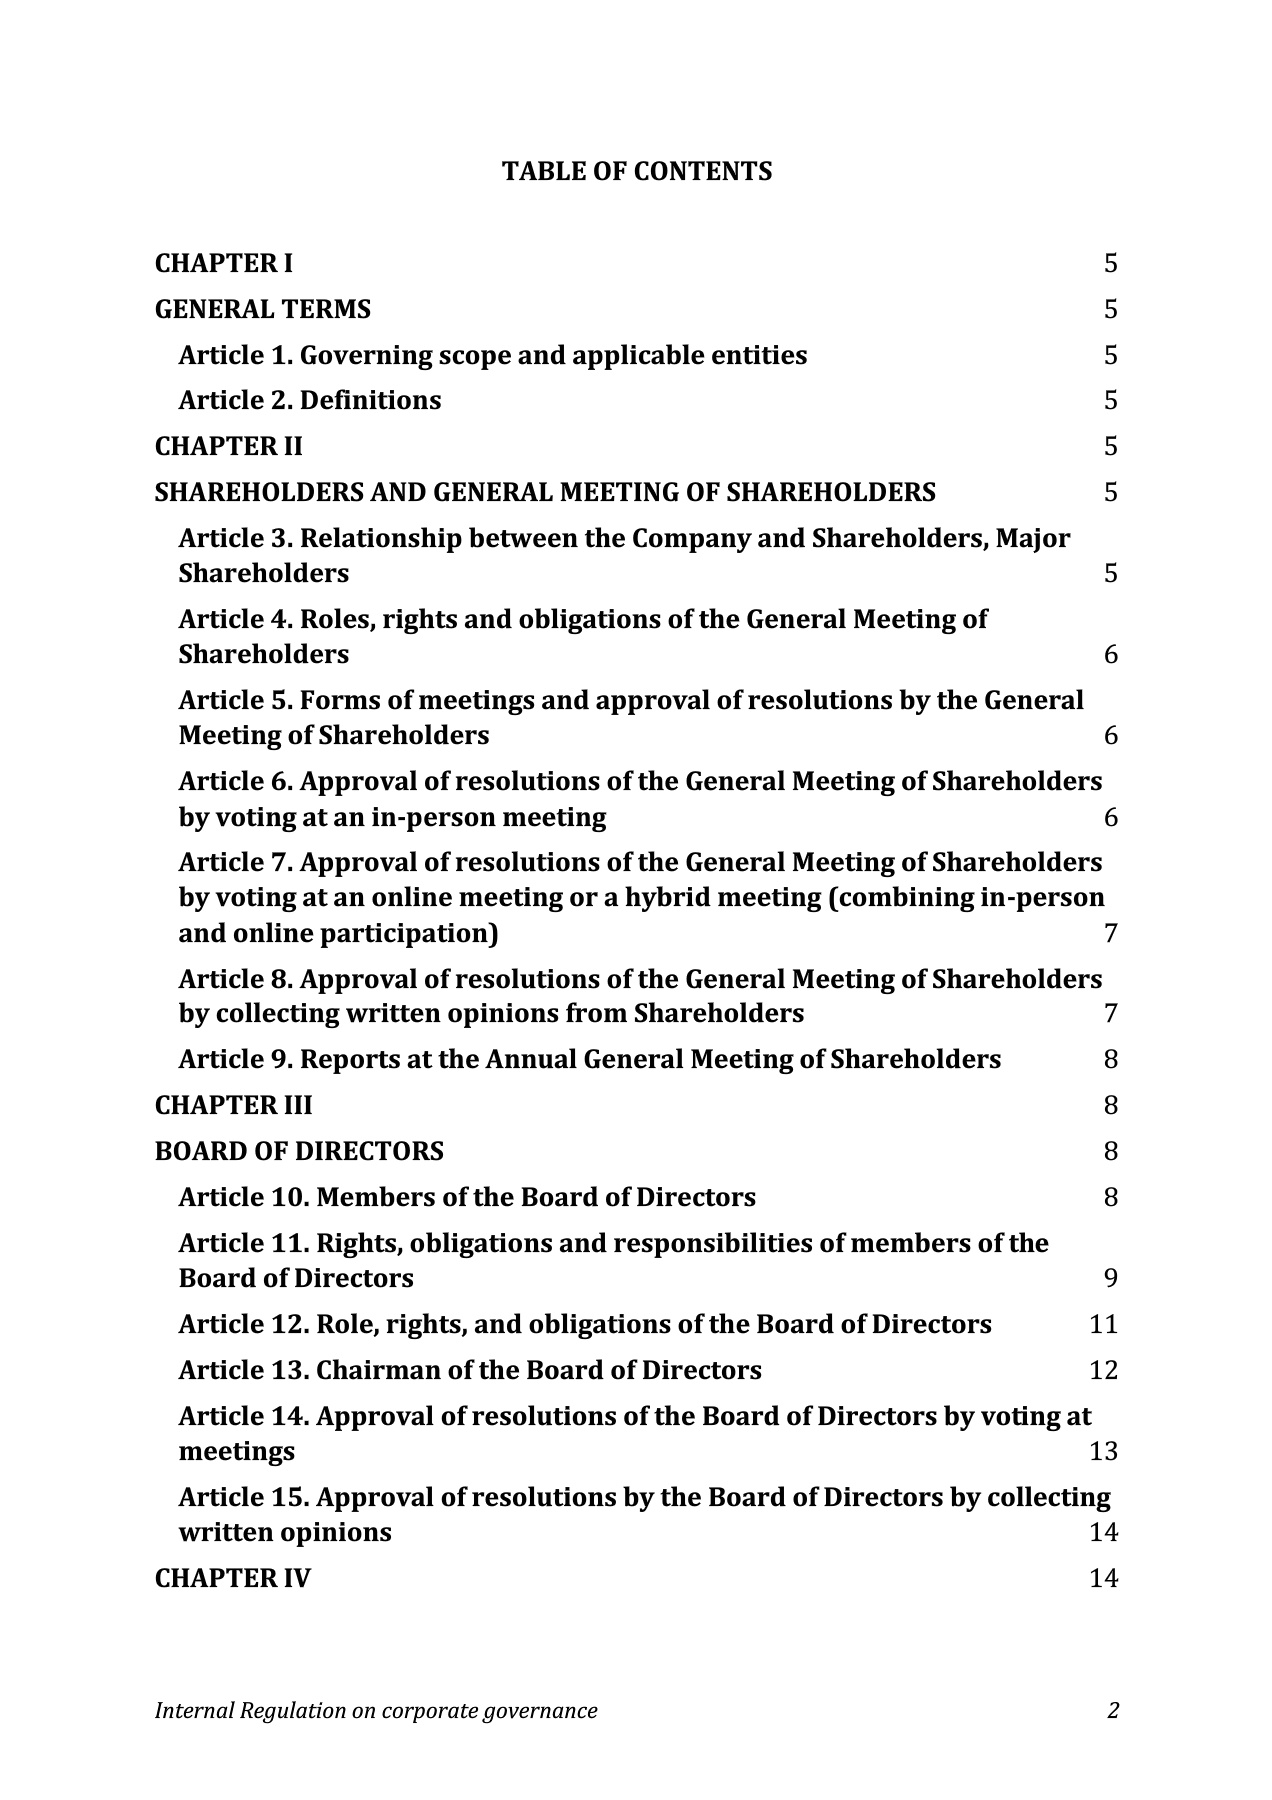 TABLE OF CONTENTS
CHAPTER I 5
GENERAL TERMS 5
Article 1. Governing scope and applicable entities 5
Article 2. Definitions 5
CHAPTER II 5
SHAREHOLDERS AND GENERAL MEETING OF SHAREHOLDERS 5
Article 3. Relationship between the Company and Shareholders, Major
Shareholders 5
Article 4. Roles, rights and obligations of the General Meeting of
Shareholders 6
Article 5. Forms of meetings and approval of resolutions by the General
Meeting of Shareholders 6
Article 6. Approval of resolutions of the General Meeting of Shareholders
by voting at an in-person meeting 6
Article 7. Approval of resolutions of the General Meeting of Shareholders
by voting at an online meeting or a hybrid meeting (combining in-person
and online participation) 7
Article 8. Approval of resolutions of the General Meeting of Shareholders
by collecting written opinions from Shareholders 7
Article 9. Reports at the Annual General Meeting of Shareholders 8
CHAPTER III 8
BOARD OF DIRECTORS 8
Article 10. Members of the Board of Directors 8
Article 11. Rights, obligations and responsibilities of members of the
Board of Directors 9
Article 12. Role, rights, and obligations of the Board of Directors 11
Article 13. Chairman of the Board of Directors 12
Article 14. Approval of resolutions of the Board of Directors by voting at
meetings 13
Article 15. Approval of resolutions by the Board of Directors by collecting
written opinions 14
CHAPTER IV 14
Internal Regulation on corporate governance 2